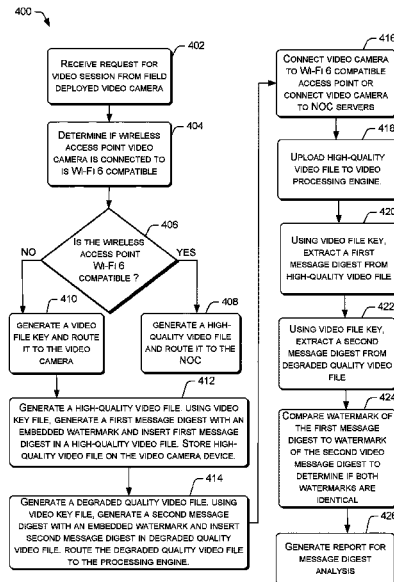 400
402
RECEIVE REQUEST FOR
VIDEO SESSION FROM FIELD
DEPLOYED VIDEO CAMERA
404
DETERMINE IF WIRELESS
ACCESS POINT VIDEO
CAMERA IS CONNECTED TO
IS WI-FI 6 COMPATIBLE
406
IS THE WIRELESS
ACCESS POINT
WI-FI 6
COMPATIBLE ?
NO
YES
410
GENERATE A VIDEO
FILE KEY AND ROUTE
IT TO THE VIDEO
CAMERA
408
GENERATE A HIGH-
QUALITY VIDEO FILE
AND ROUTE IT TO THE
NOC
412
GENERATE A HIGH-QUALITY VIDEO FILE. USING VIDEO
KEY FILE, GENERATE A FIRST MESSAGE DIGEST WITH AN
EMBEDDED WATERMARK AND INSERT FIRST MESSAGE
DIGEST IN A HIGH-QUALITY VIDEO FILE. STORE HIGH-
QUALITY VIDEO FILE ON THE VIDEO CAMERA DEVICE.
414
GENERATE A DEGRADED QUALITY VIDEO FILE. USING
VIDEO KEY FILE, GENERATE A SECOND MESSAGE
DIGEST WITH AN EMBEDDED WATERMARK AND INSERT
SECOND MESSAGE DIGEST IN DEGRADED QUALITY
VIDEO FILE. ROUTE THE DEGRADED QUALITY VIDEO FILE
TO THE PROCESSING ENGINE.
416
CONNECT VIDEO CAMERA
TO WI-FI 6 COMPATIBLE
ACCESS POINT OR
CONNECT VIDEO CAMERA
TO NOC SERVERS
418
UPLOAD HIGH-QUALITY
VIDEO FILE TO VIDEO
PROCESSING ENGINE.
420
USING VIDEO FILE KEY,
EXTRACT A FIRST
MESSAGE DIGEST FROM
HIGH-QUALITY VIDEO FILE
422
USING VIDEO FILE KEY,
EXTRACT A SECOND
MESSAGE DIGEST FROM
DEGRADED QUALITY VIDEO
FILE
424
COMPARE WATERMARK OF
THE FIRST MESSAGE
DIGEST TO WATERMARK
OF THE SECOND VIDEO
MESSAGE DIGEST TO
DETERMINE IF BOTH
WATERMARKS ARE
IDENTICAL
426
GENERATE REPORT FOR
MESSAGE DIGEST
ANALYSIS